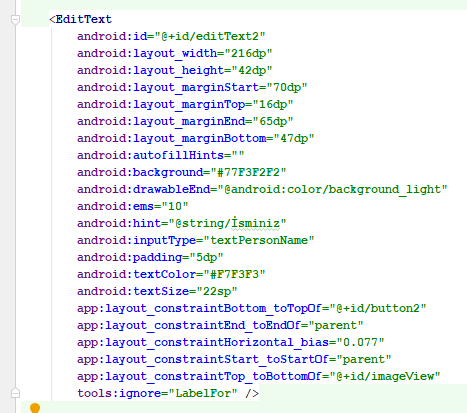 <EditText
android:id="@+id/editText2"
android:layout_width="216dp"
android:layout_height="42dp"
android:layout_marginStart="70dp"
android:layout_marginTop="16dp"
android:layout_marginEnd="65dp"
android:layout_marginBottom="47dp"
android:autofillHints=""
android:background="#77F3F2F2"
android:drawableEnd="@android:color/background_light"
android:ems="10"
android:hint="@string/İsminiz"
android:inputType="textPersonName"
android:padding="5dp"
android:textColor="#F7F3F3"
android:textSize="22sp"
app:layout_constraintBottom_toTopOf="@+id/button2"
app:layout_constraintEnd_toEndOf="parent"
app:layout_constraintHorizontal_bias="0.077"
app:layout_constraintStart_toStartOf="parent"
app:layout_constraintTop_toBottomOf="@+id/imageView"
tools:ignore="LabelFor" />